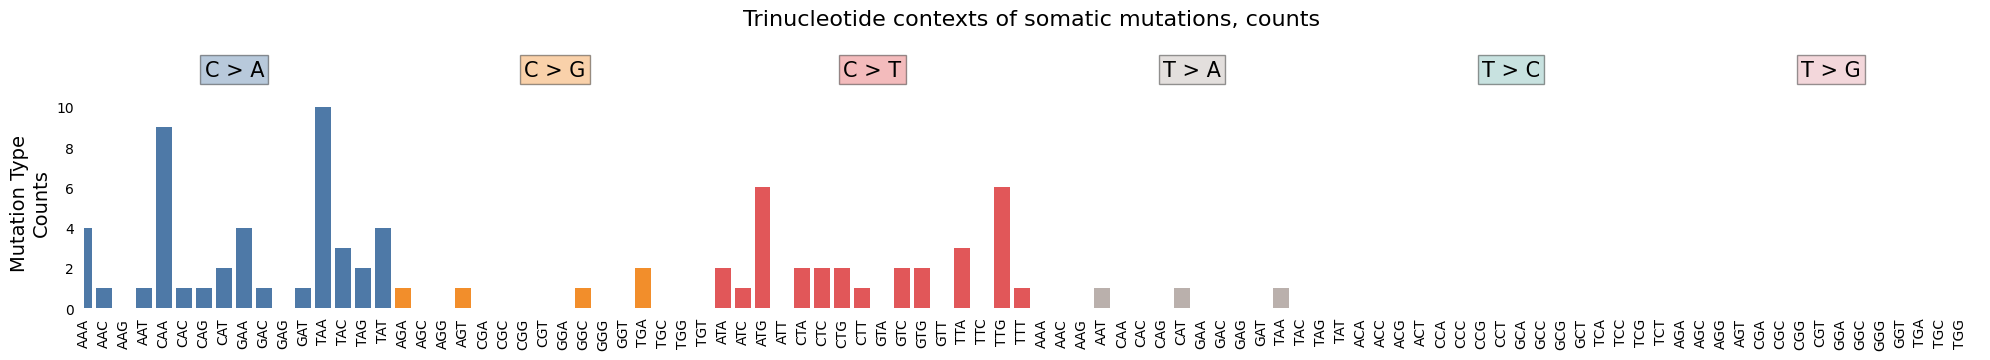 Trinucleotide contexts of somatic mutations, counts
C > A C > G C > T T > A T > C T > G
Mutation Type
Counts
10
8
6
4
2
0
AAA AAC AAG AAT CAA CAC CAG CAT GAA GAC GAG GAT TAA TAC TAG TAT AGA AGC AGG AGT CGA CGC CGG CGT GGA GGC GGG GGT TGA TGC TGG TGT ATA ATC ATG ATT CTA CTC CTG CTT GTA GTC GTG GTT TTA TTC TTG TTT AAA AAC AAG AAT CAA CAC CAG CAT GAA GAC GAG GAT TAA TAC TAG TAT ACA ACC ACG ACT CCA CCC CCG CCT GCA GCC GCG GCT TCA TCC TCG TCT AGA AGC AGG AGT CGA CGC CGG CGT GGA GGC GGG GGT TGA TGC TGG